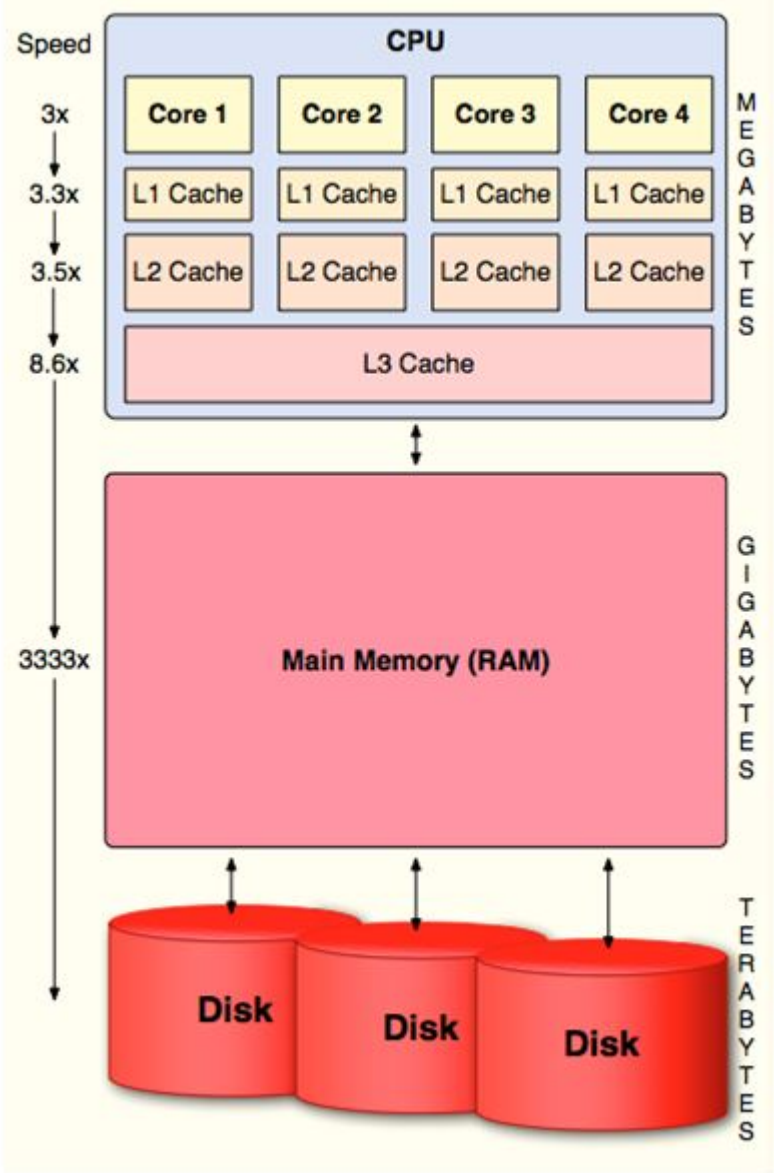 Speed
CPU
3x
Core 1
Core 2
Core 3
Core 4
3.3x
L1 Cache
L1 Cache
L1 Cache
L1 Cache
3.5x
L2 Cache
L2 Cache
L2 Cache
L2 Cache
8.6x
L3 Cache
MEGABYTES
3333x
Main Memory (RAM)
GIGABYTES
Disk
Disk
Disk
TERABYTES